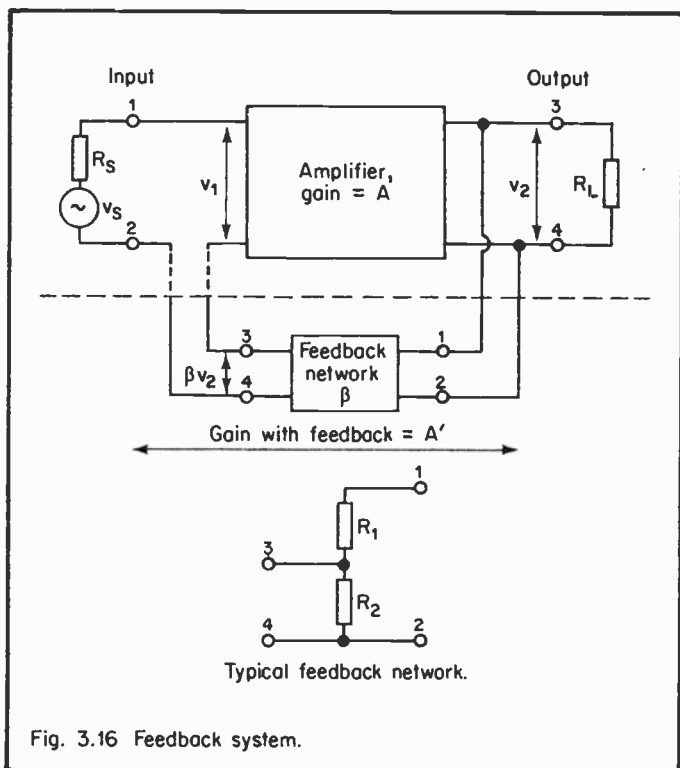 Input
Output
1
3
R_S
v_S
v_1
Amplifier,
gain = A
v_2
R_L
2
4
3
1
βv_2
Feedback
network
β
4
2
Gain with feedback = A′
1
R_1
3
R_2
4
2
Typical feedback network.
Fig. 3.16 Feedback system.